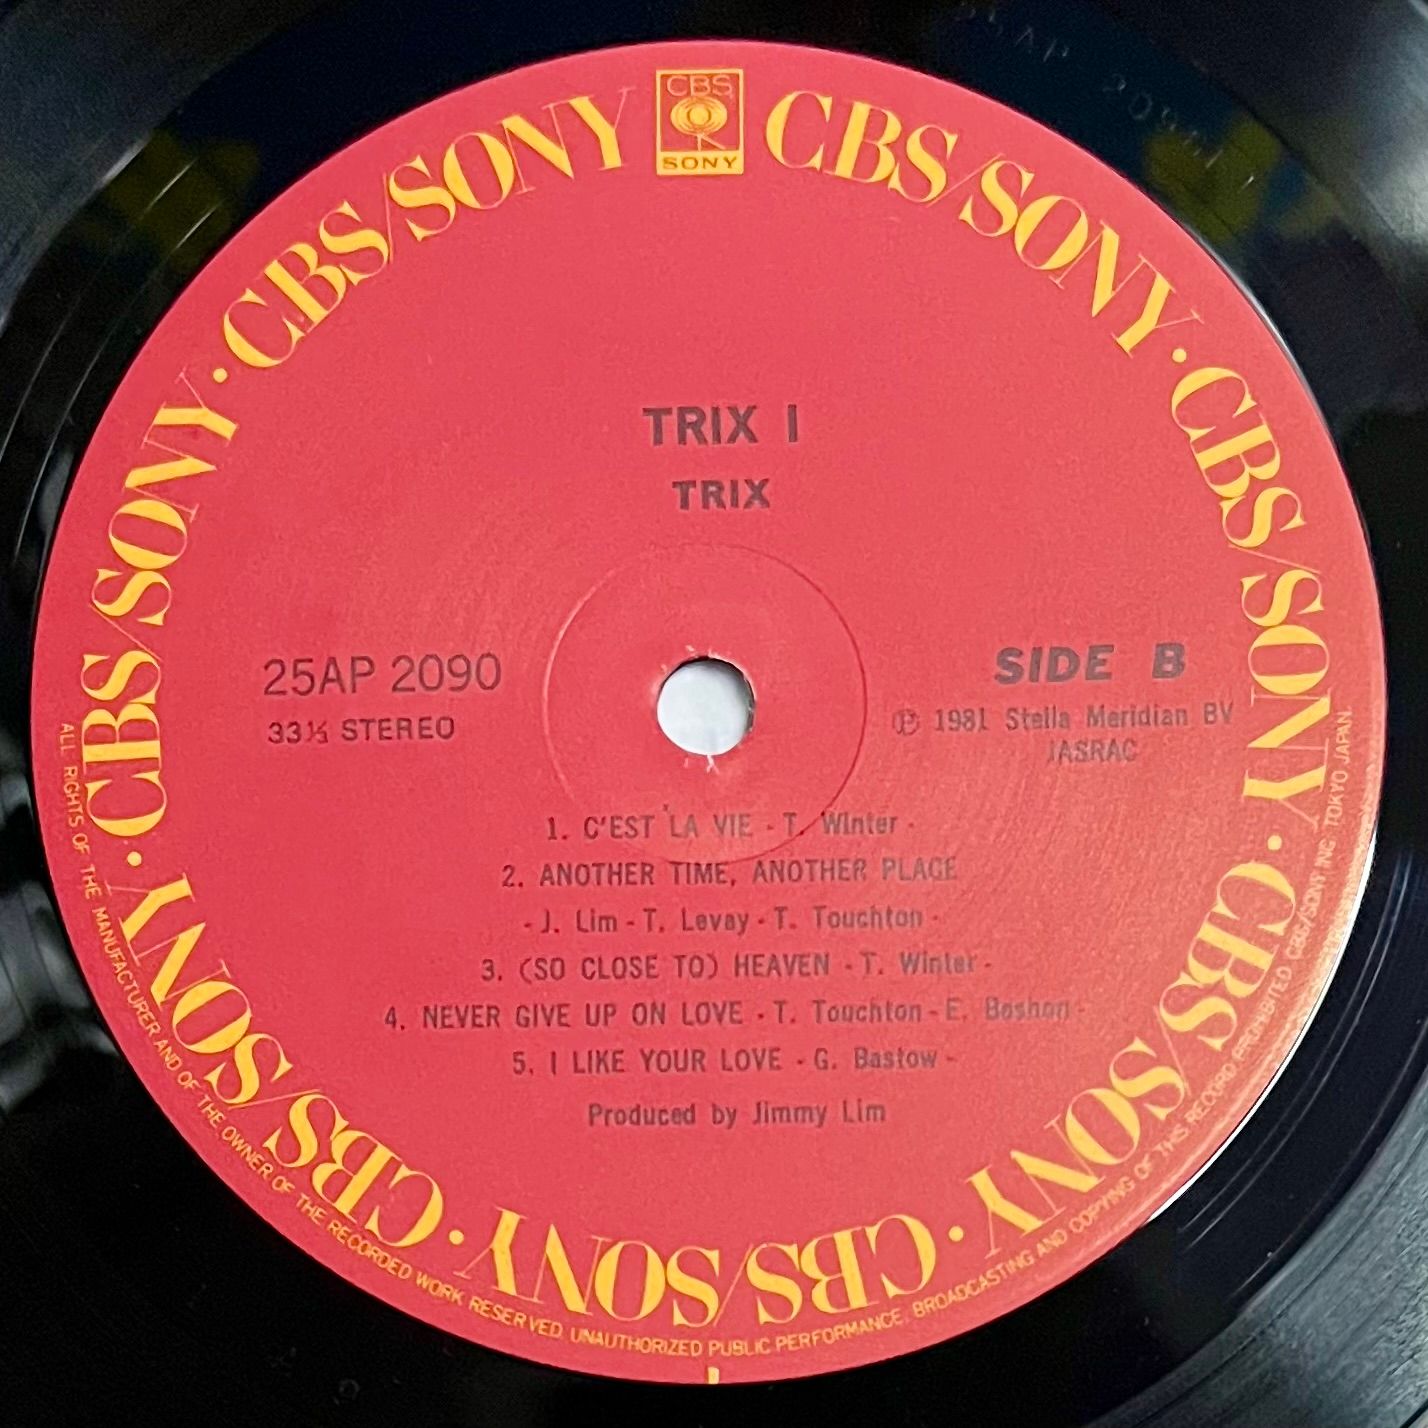 CBS
SONY
CBS/SONY · CBS/SONY · CBS/SONY · CBS/SONY · CBS/SONY · CBS/SONY · CBS/SONY
TRIX I
TRIX
25AP 2090
33⅓ STEREO
SIDE B
Ⓟ 1981 Stella Meridian BV
JASRAC
1. C'EST LA VIE - T. Winter -
2. ANOTHER TIME, ANOTHER PLACE
- J. Lim - T. Levay - T. Touchton -
3. (SO CLOSE TO) HEAVEN - T. Winter -
4. NEVER GIVE UP ON LOVE - T. Touchton - E. Boshon -
5. I LIKE YOUR LOVE - G. Bastow -
Produced by Jimmy Lim
ALL RIGHTS OF THE MANUFACTURER AND OF THE OWNER OF THE RECORDED WORK RESERVED. UNAUTHORIZED PUBLIC PERFORMANCE, BROADCASTING AND COPYING OF THIS RECORD PROHIBITED. CBS/SONY INC. TOKYO JAPAN.